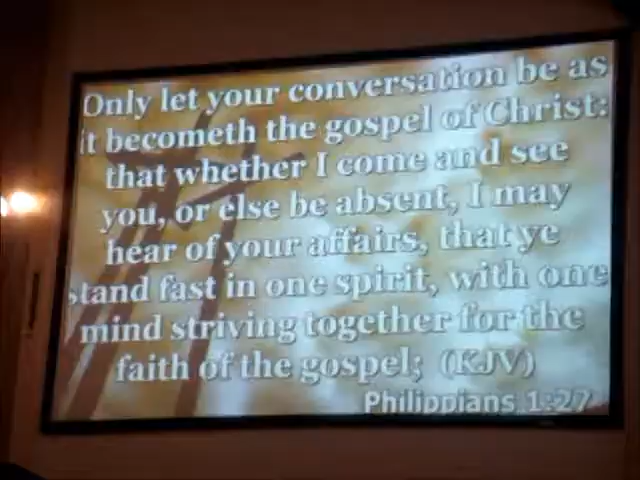 Only let your conversation be as
it becometh the gospel of Christ:
that whether I come and see
you, or else be absent, I may
hear of your affairs, that ye
stand fast in one spirit, with one
mind striving together for the
faith of the gospel; (KJV)
Philippians 1:27